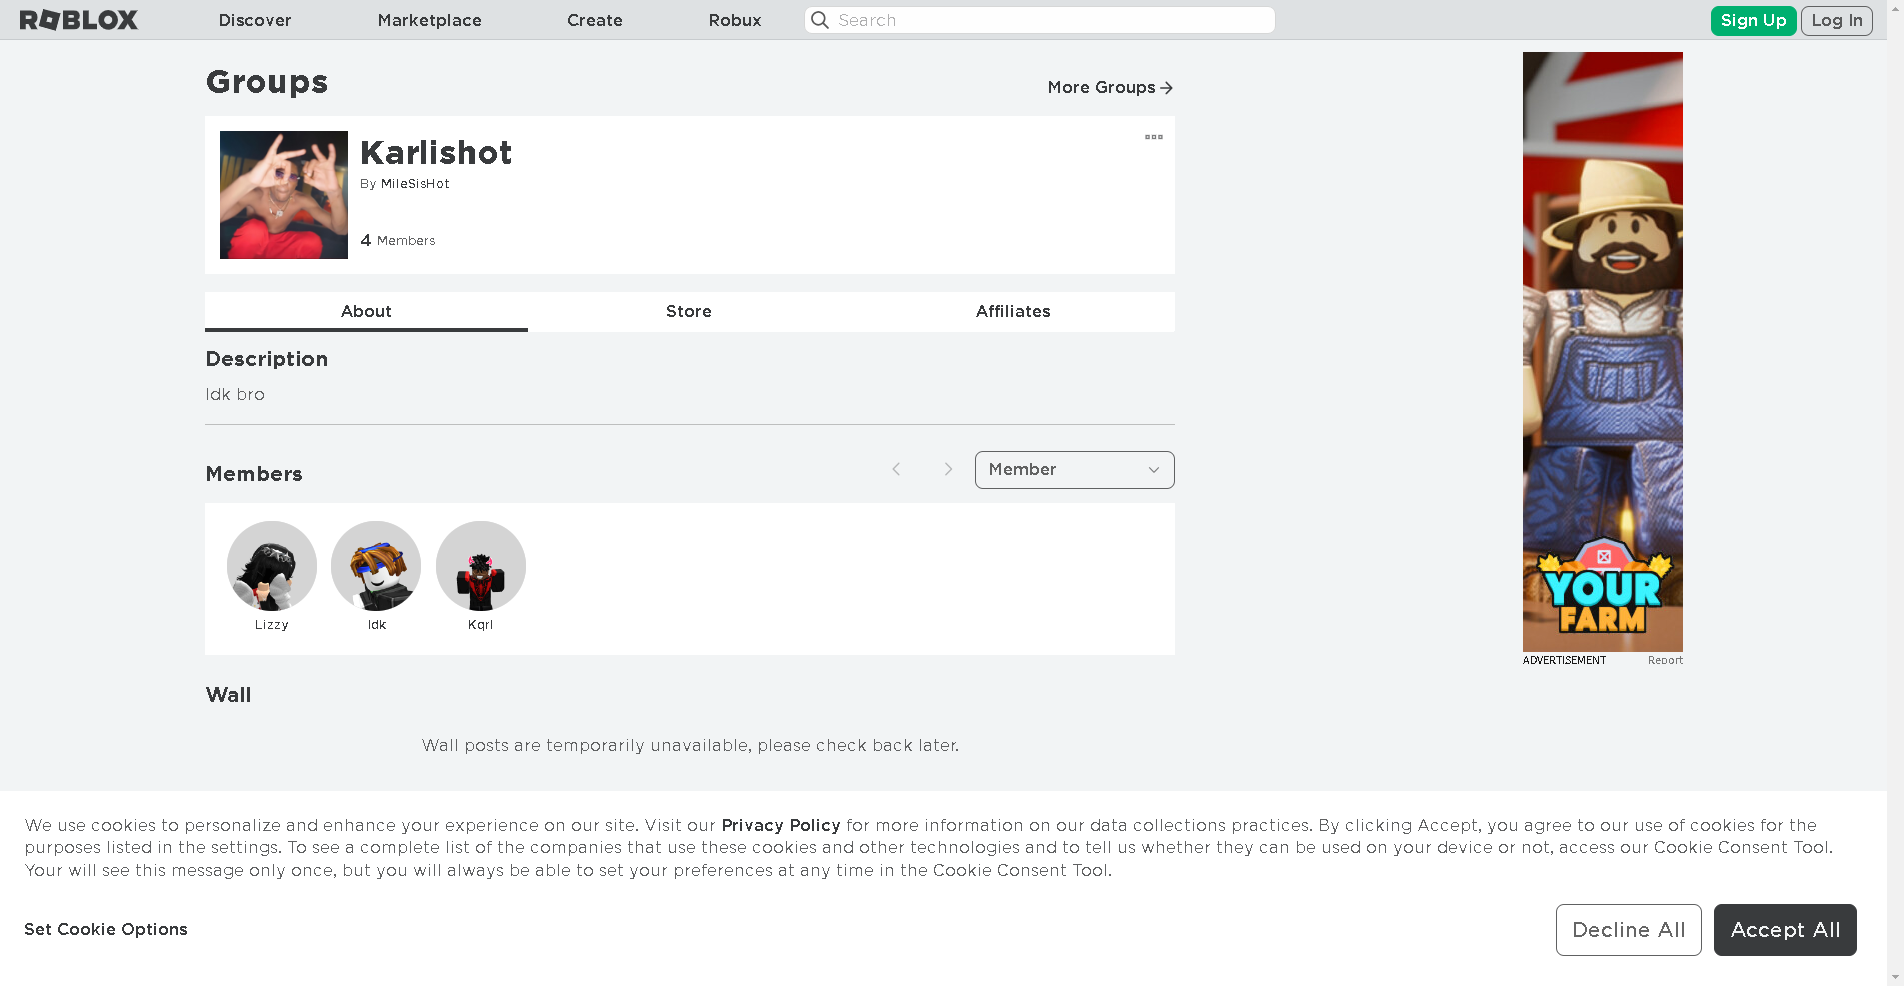 ROBLOX
Discover
Marketplace
Create
Robux
Search
Sign Up
Log In
Groups
More Groups
Karlishot
By MileSisHot
4 Members
About
Store
Affiliates
Description
Idk bro
Members
Member
Lizzy
Idk
Kqrl
Wall
Wall posts are temporarily unavailable, please check back later.
YOUR
FARM
ADVERTISEMENT
Report
We use cookies to personalize and enhance your experience on our site. Visit our Privacy Policy for more information on our data collections practices. By clicking Accept, you agree to our use of cookies for the
purposes listed in the settings. To see a complete list of the companies that use these cookies and other technologies and to tell us whether they can be used on your device or not, access our Cookie Consent Tool.
Your will see this message only once, but you will always be able to set your preferences at any time in the Cookie Consent Tool.
Set Cookie Options
Decline All
Accept All